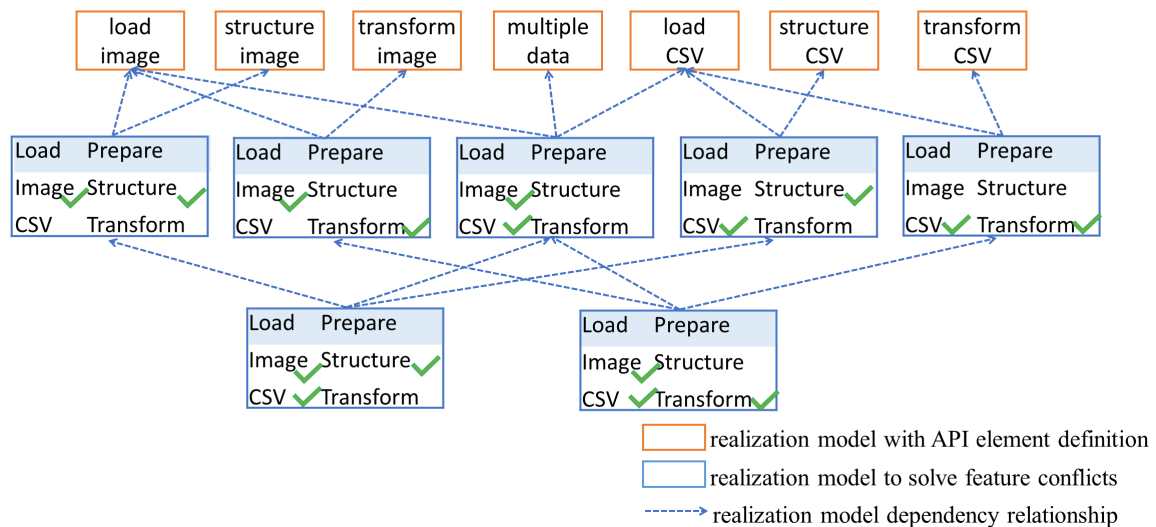 load
image
structure
image
transform
image
multiple
data
load
CSV
structure
CSV
transform
CSV
Load Prepare
Image Structure
CSV Transform
Load Prepare
Image Structure
CSV Transform
Load Prepare
Image Structure
CSV Transform
Load Prepare
Image Structure
CSV Transform
Load Prepare
Image Structure
CSV Transform
Load Prepare
Image Structure
CSV Transform
Load Prepare
Image Structure
CSV Transform
realization model with API element definition
realization model to solve feature conflicts
realization model dependency relationship